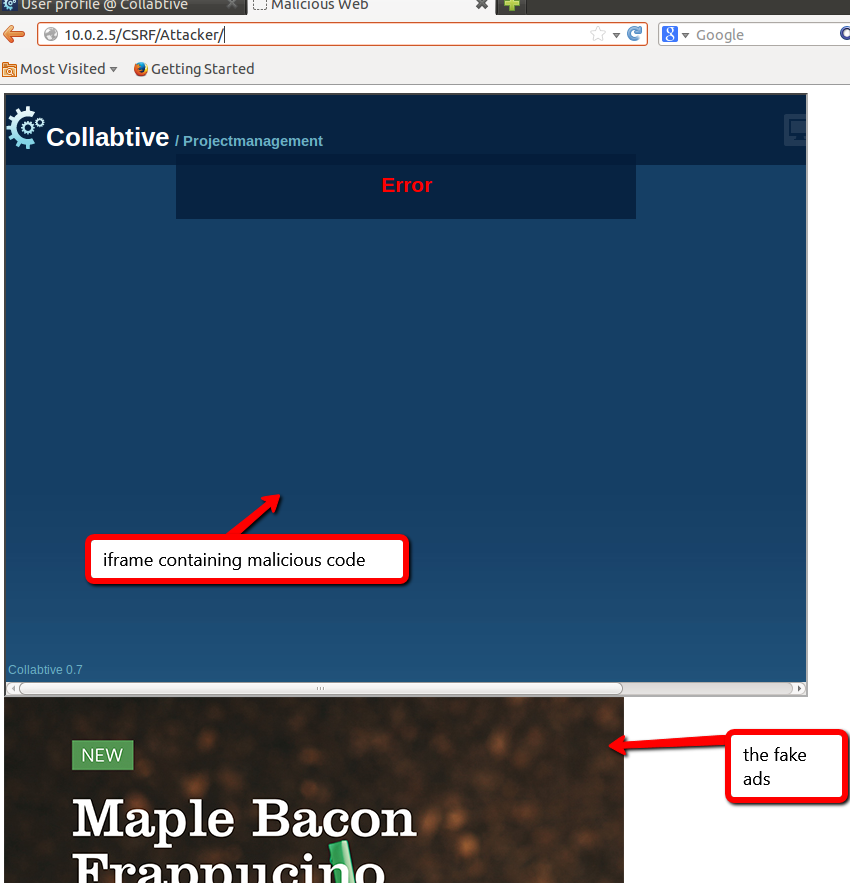 User profile @ Collabtive
Malicious Web
10.0.2.5/CSRF/Attacker/
Google
Most Visited
Getting Started
Collabtive / Projectmanagement
Error
iframe containing malicious code
Collabtive 0.7
NEW
the fake
ads
Maple Bacon
Frappucino